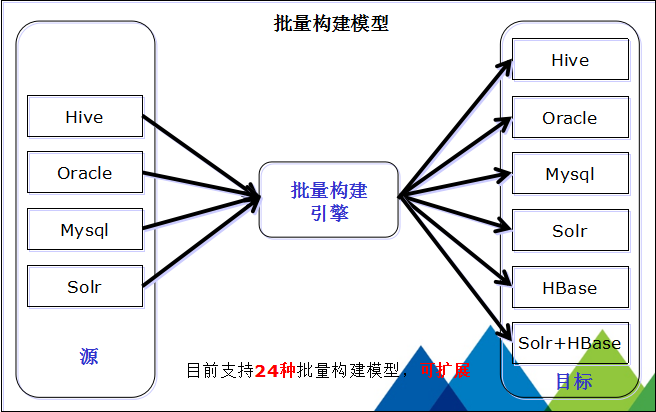 批量构建模型
Hive
Oracle
Mysql
Solr
源
批量构建
引擎
Hive
Oracle
Mysql
Solr
HBase
Solr+HBase
目标
目前支持24种批量构建模型，可扩展